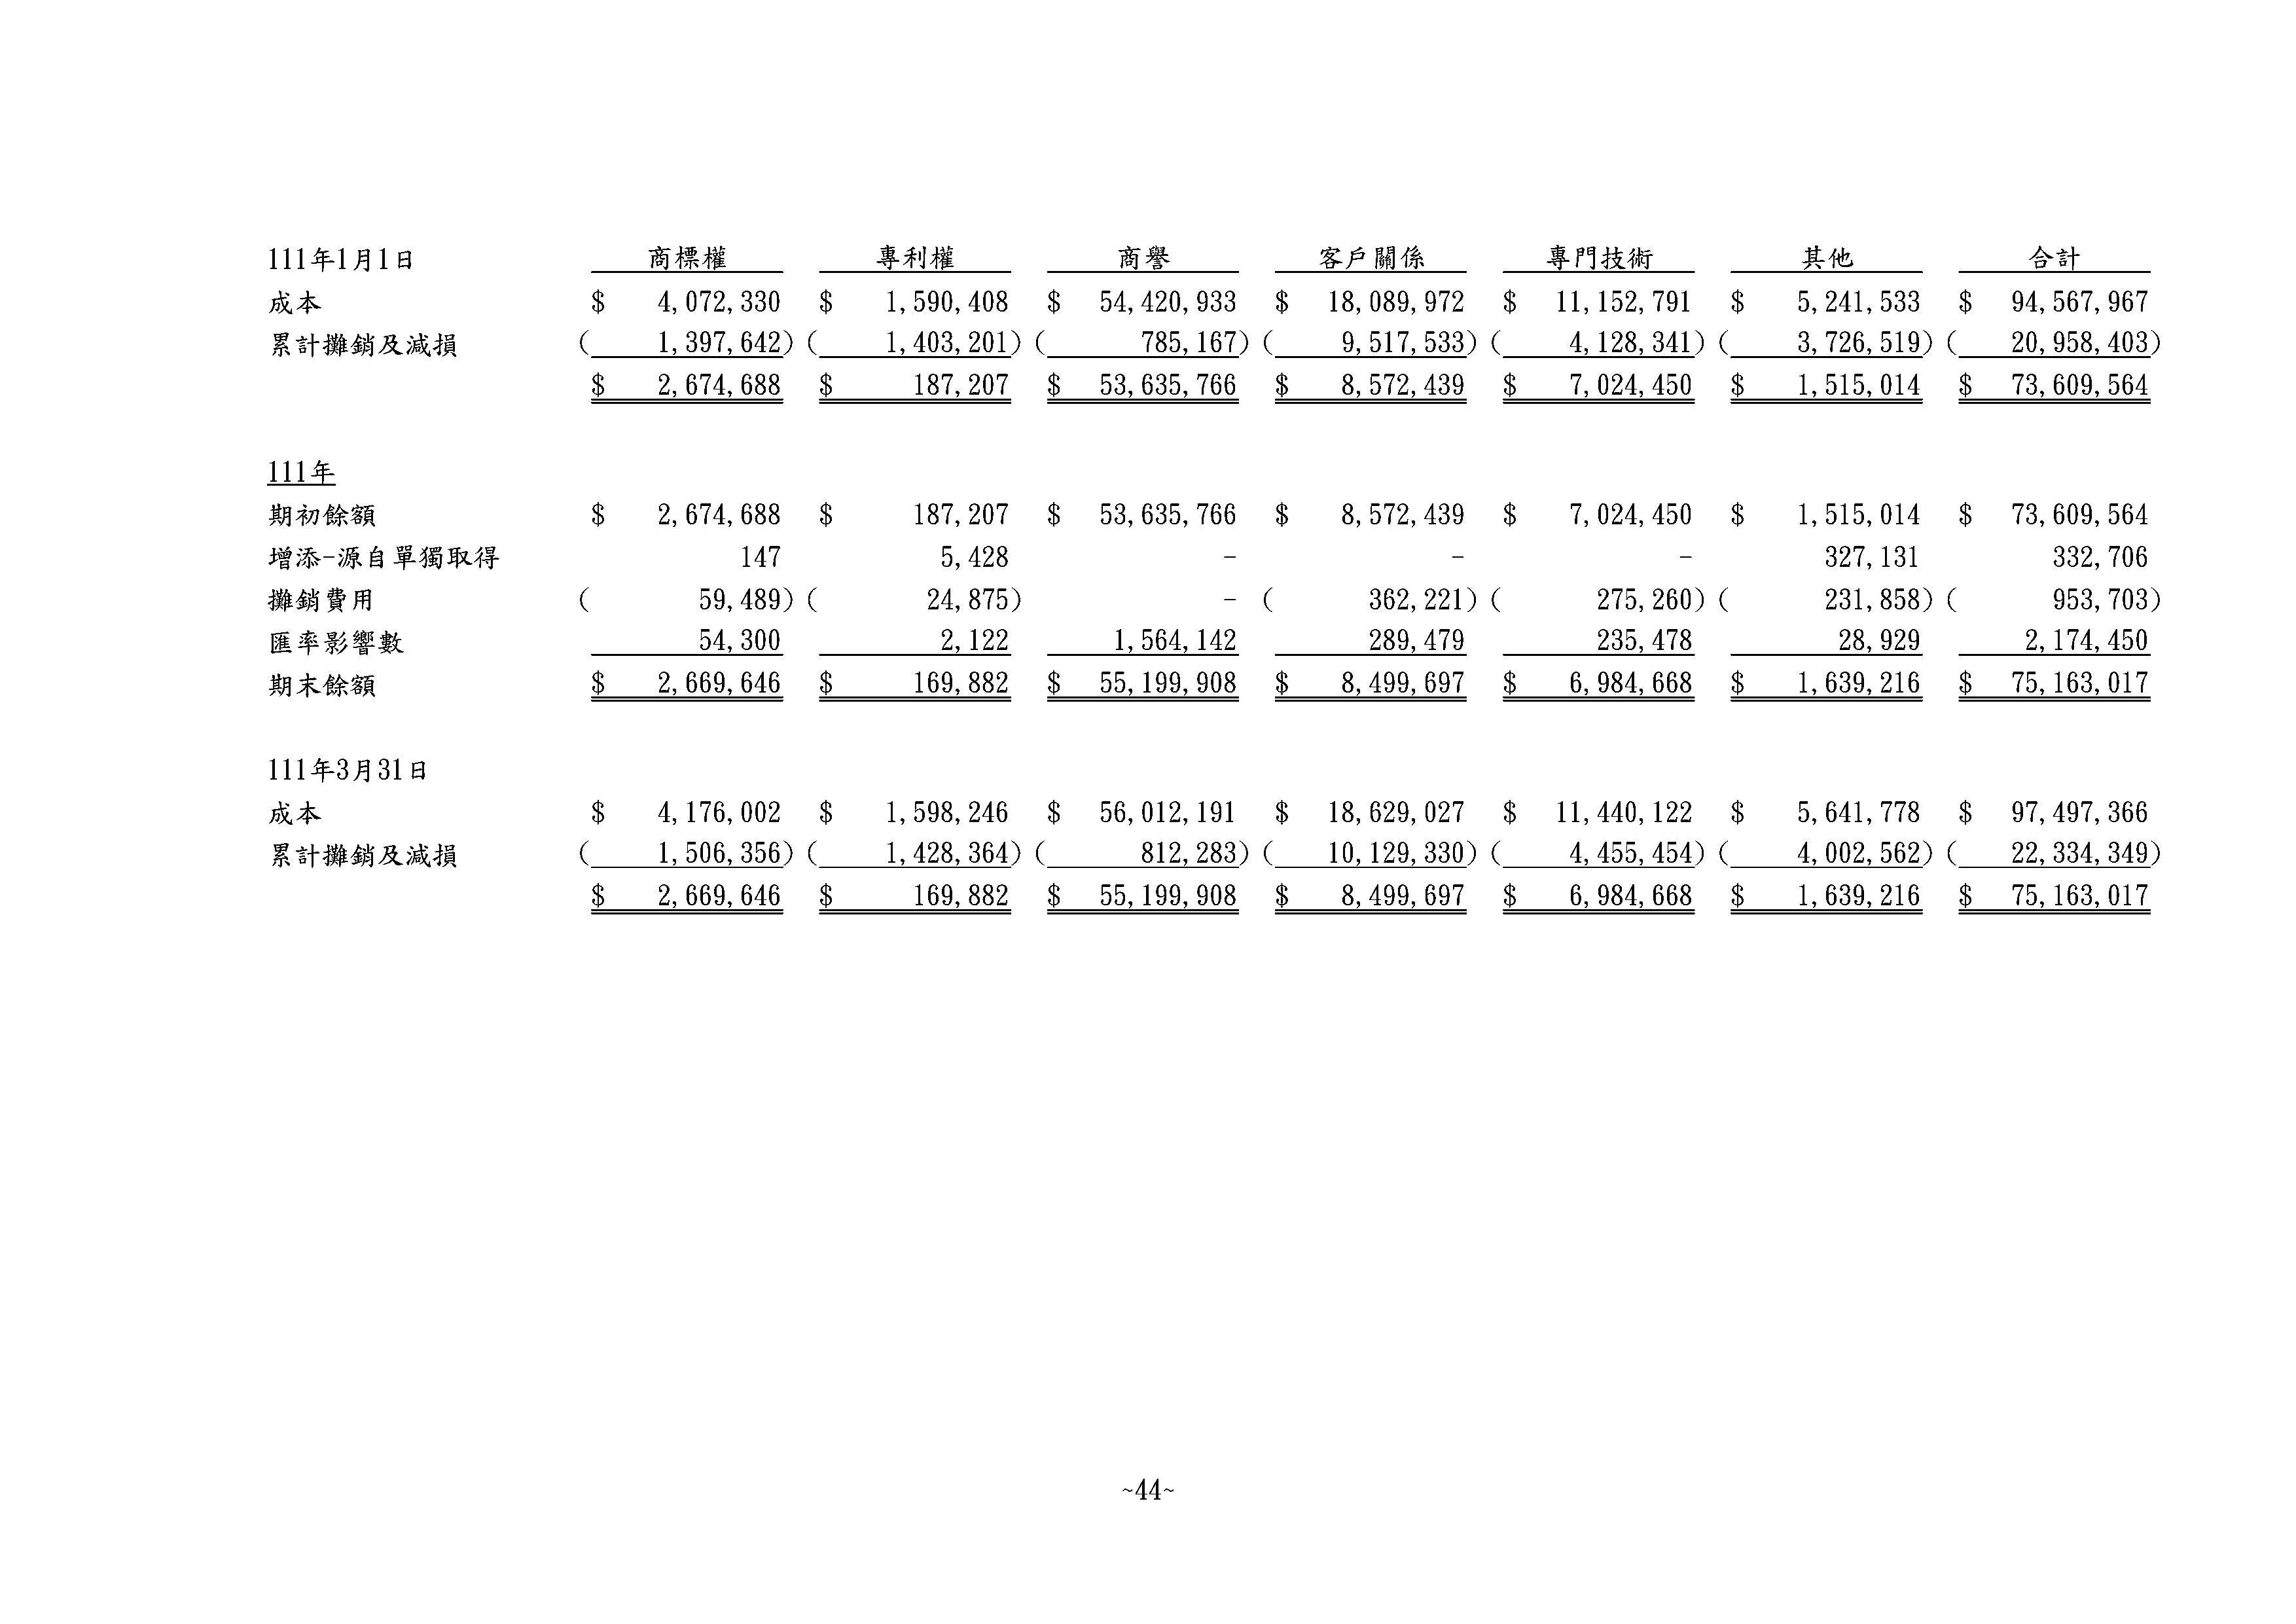 111年1月1日 商標權 專利權 商譽 客戶關係 專門技術 其他 合計
成本 $ 4,072,330 $ 1,590,408 $ 54,420,933 $ 18,089,972 $ 11,152,791 $ 5,241,533 $ 94,567,967
累計攤銷及減損 ( 1,397,642) ( 1,403,201) ( 785,167) ( 9,517,533) ( 4,128,341) ( 3,726,519) ( 20,958,403)
$ 2,674,688 $ 187,207 $ 53,635,766 $ 8,572,439 $ 7,024,450 $ 1,515,014 $ 73,609,564
111年
期初餘額 $ 2,674,688 $ 187,207 $ 53,635,766 $ 8,572,439 $ 7,024,450 $ 1,515,014 $ 73,609,564
增添-源自單獨取得 147 5,428 - - - 327,131 332,706
攤銷費用 ( 59,489) ( 24,875) - ( 362,221) ( 275,260) ( 231,858) ( 953,703)
匯率影響數 54,300 2,122 1,564,142 289,479 235,478 28,929 2,174,450
期末餘額 $ 2,669,646 $ 169,882 $ 55,199,908 $ 8,499,697 $ 6,984,668 $ 1,639,216 $ 75,163,017
111年3月31日
成本 $ 4,176,002 $ 1,598,246 $ 56,012,191 $ 18,629,027 $ 11,440,122 $ 5,641,778 $ 97,497,366
累計攤銷及減損 ( 1,506,356) ( 1,428,364) ( 812,283) ( 10,129,330) ( 4,455,454) ( 4,002,562) ( 22,334,349)
$ 2,669,646 $ 169,882 $ 55,199,908 $ 8,499,697 $ 6,984,668 $ 1,639,216 $ 75,163,017
~44~